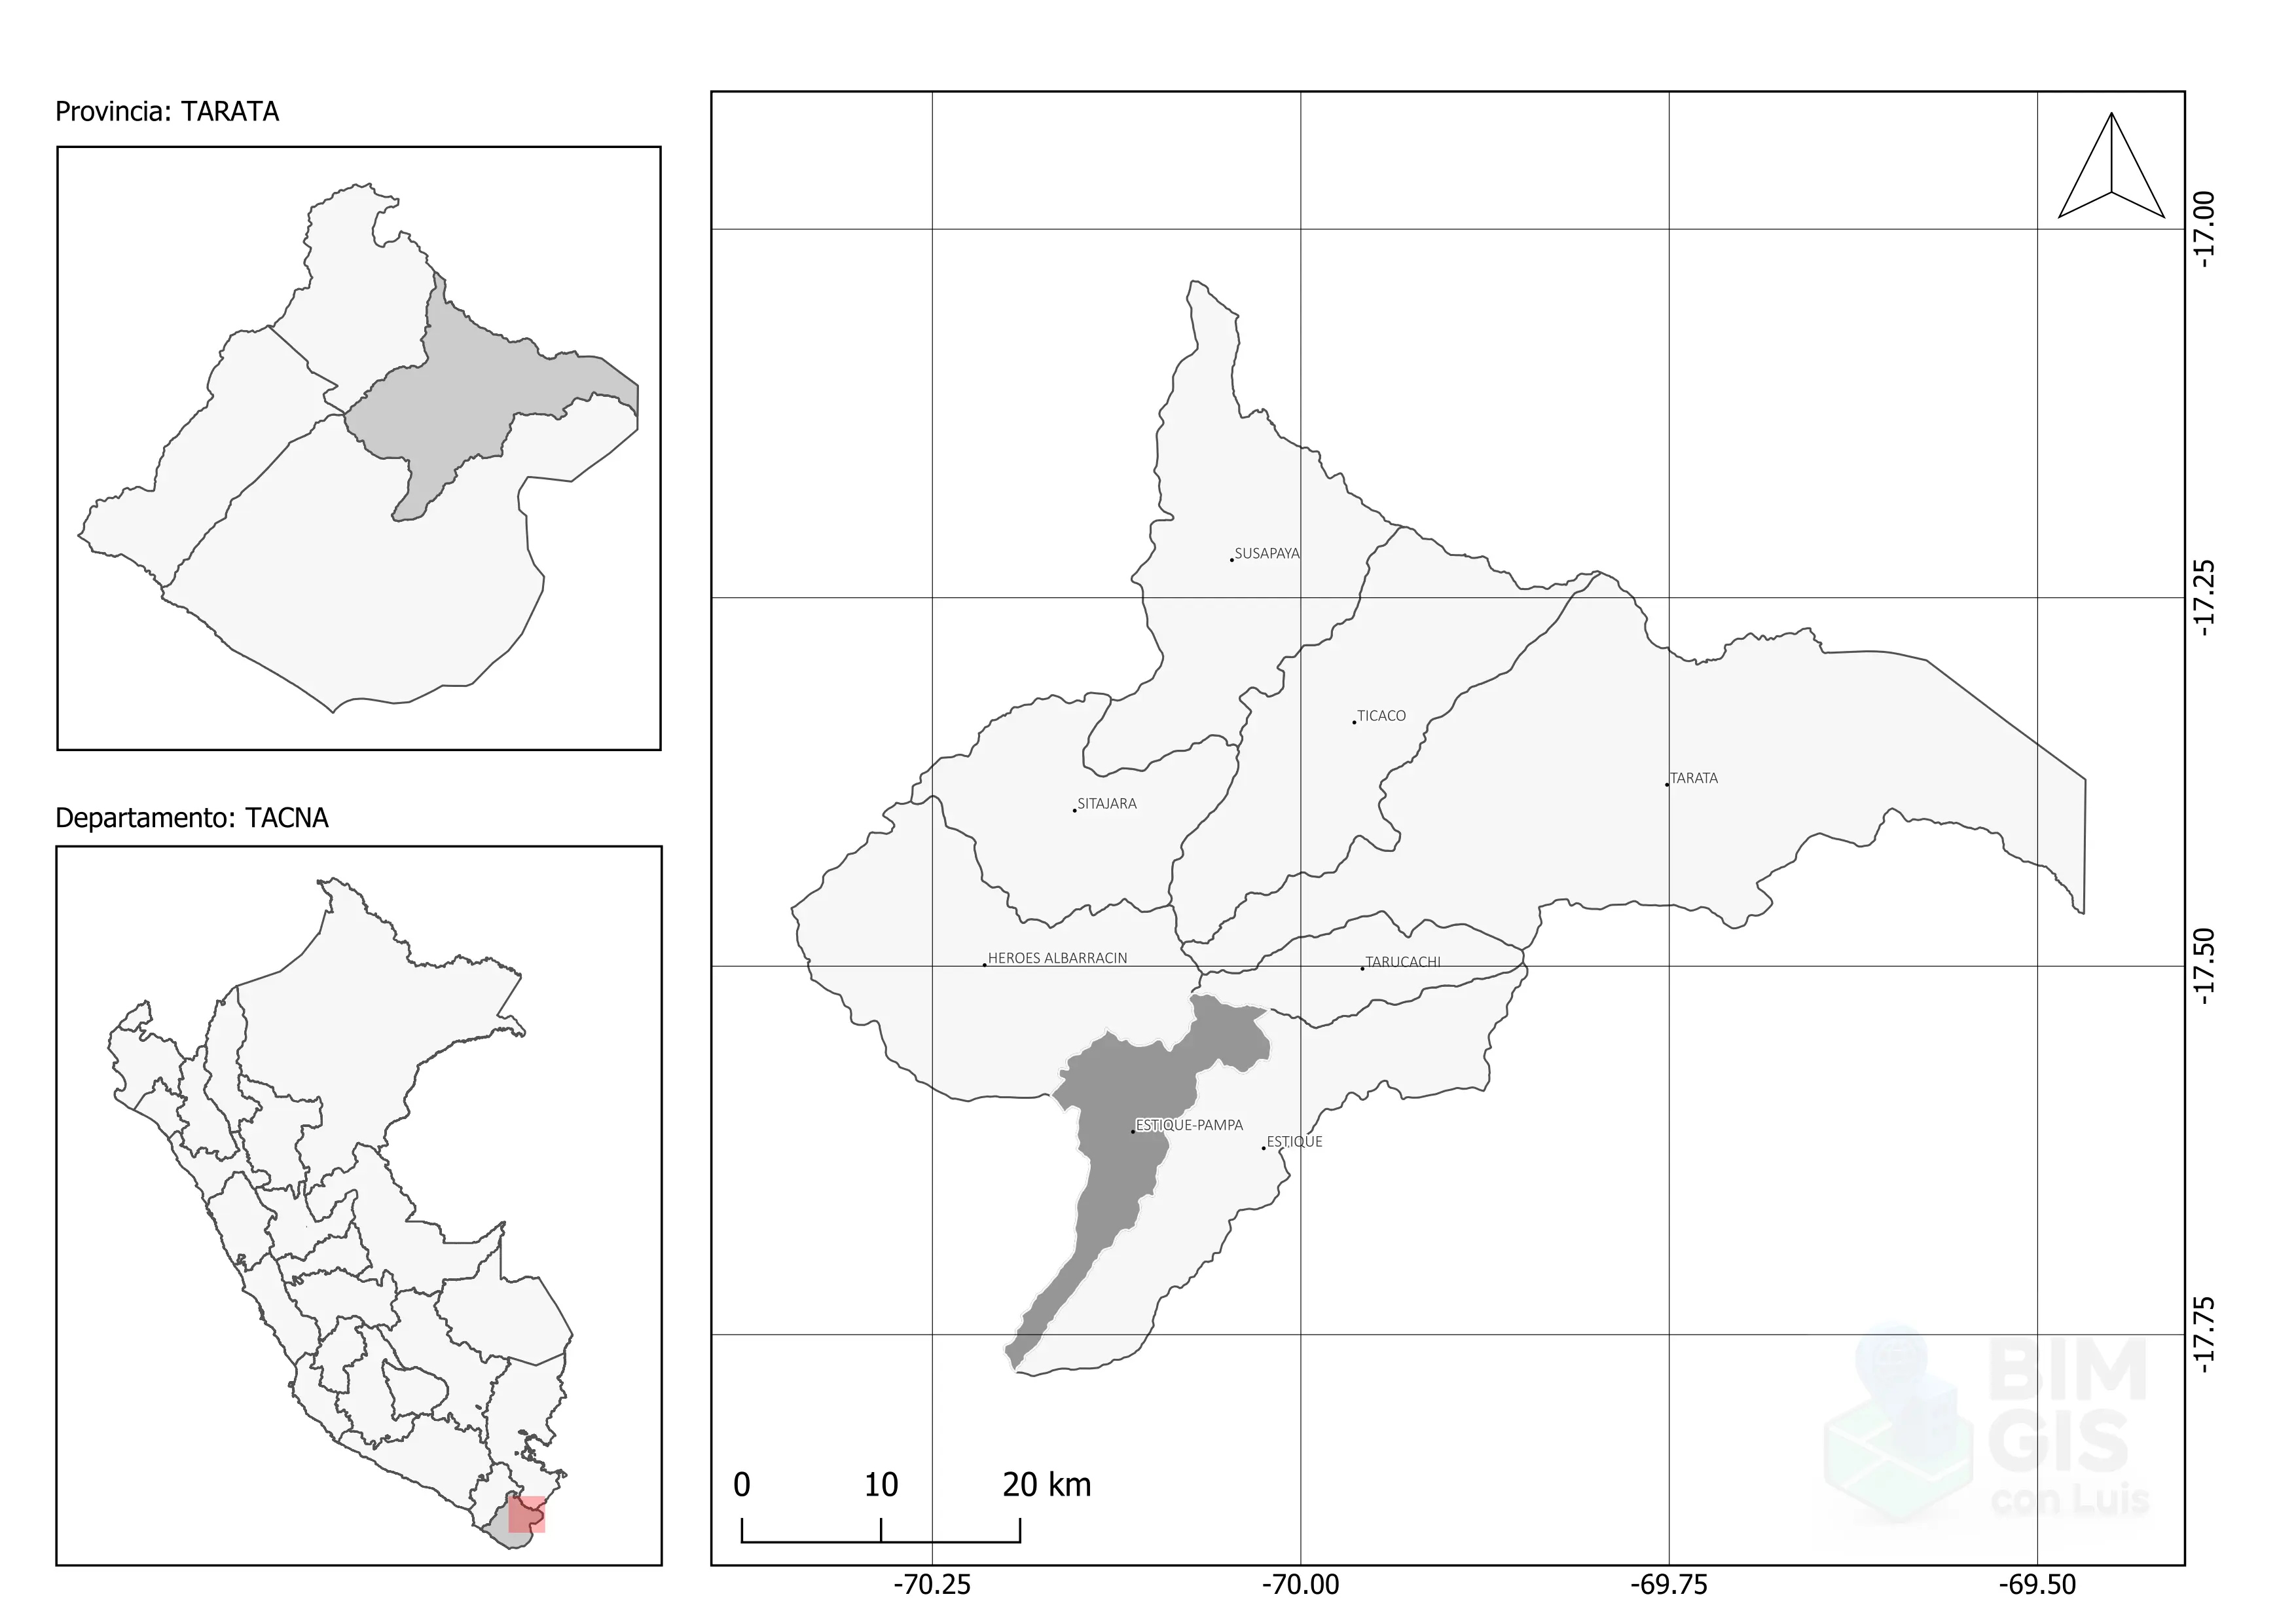 Provincia: TARATA
Departamento: TACNA
SUSAPAYA
TICACO
TARATA
SITAJARA
HEROES ALBARRACIN
TARUCACHI
ESTIQUE-PAMPA
ESTIQUE
-17.00
-17.25
-17.50
-17.75
0 10 20 km
-70.25 -70.00 -69.75 -69.50
BIM
GIS
con Luis